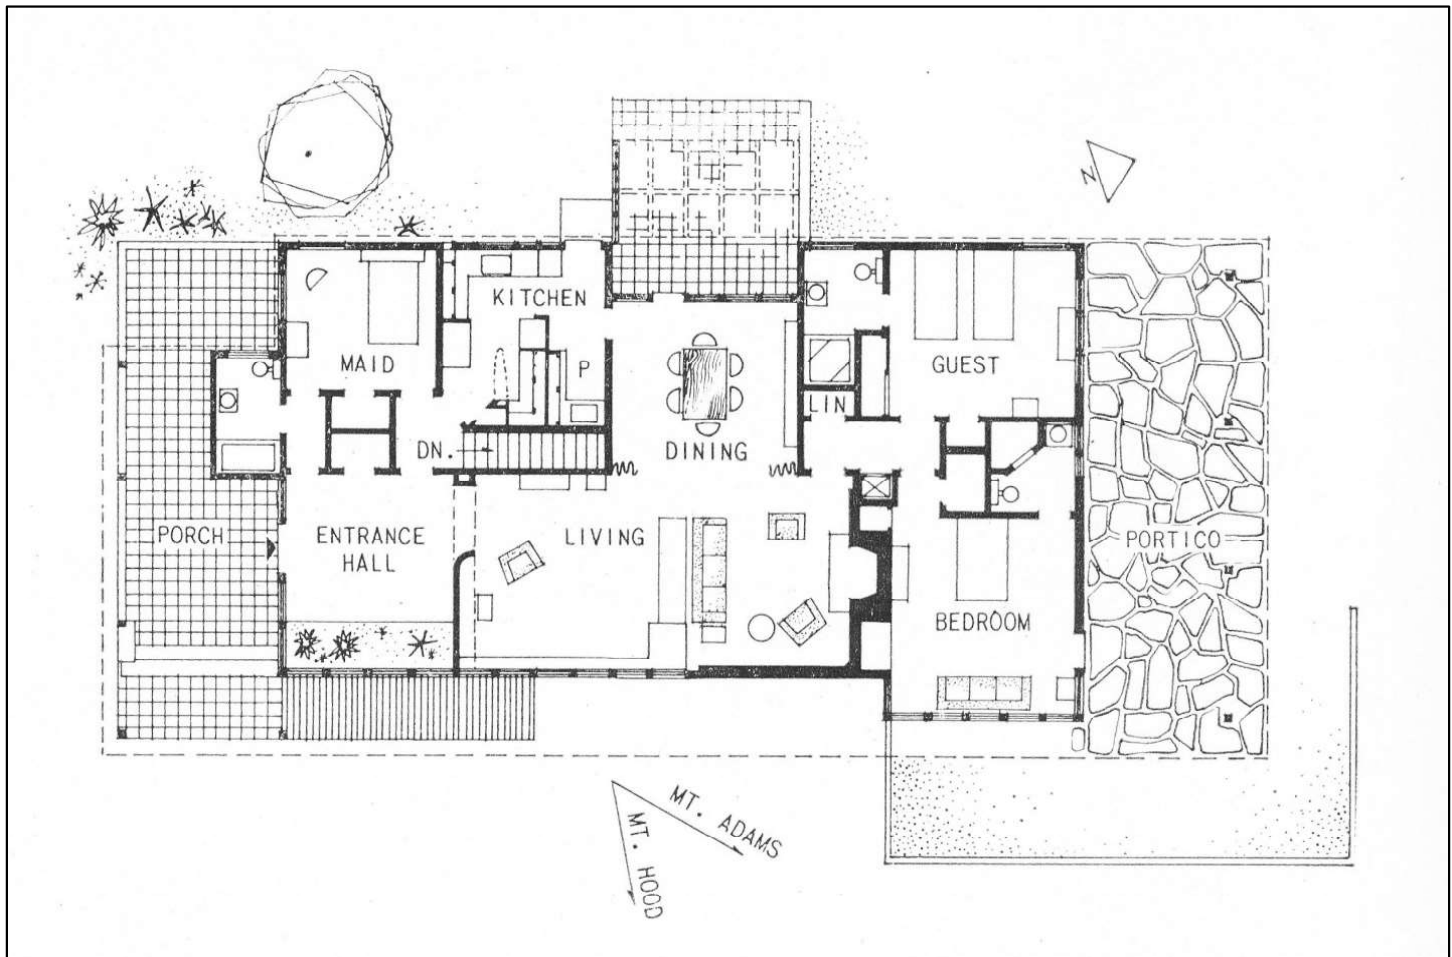 N
KITCHEN
MAID
P
GUEST
LIN
DN.
DINING
PORCH
ENTRANCE
HALL
LIVING
PORTICO
BEDROOM
MT. ADAMS
MT. HOOD